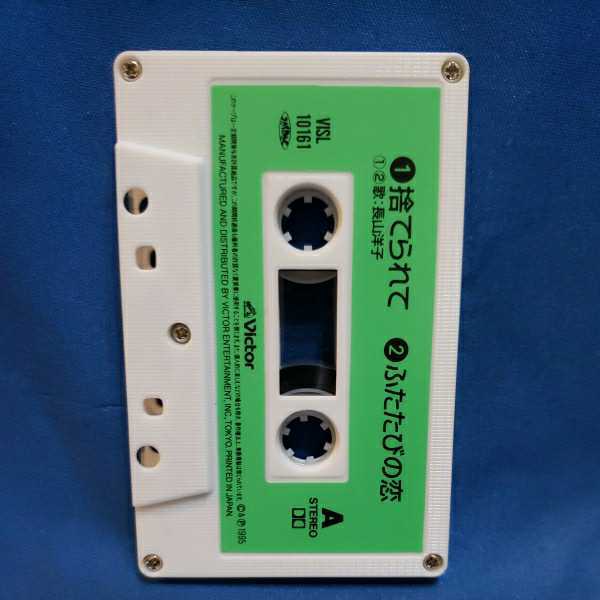 ❶捨てられて ❷ふたたびの恋
①②歌:長山洋子
VISL
10161
A
STEREO
Victor
MANUFACTURED AND DISTRIBUTED BY VICTOR ENTERTAINMENT, INC, TOKYO, PRINTED IN JAPAN.
Ⓒ&Ⓟ1995